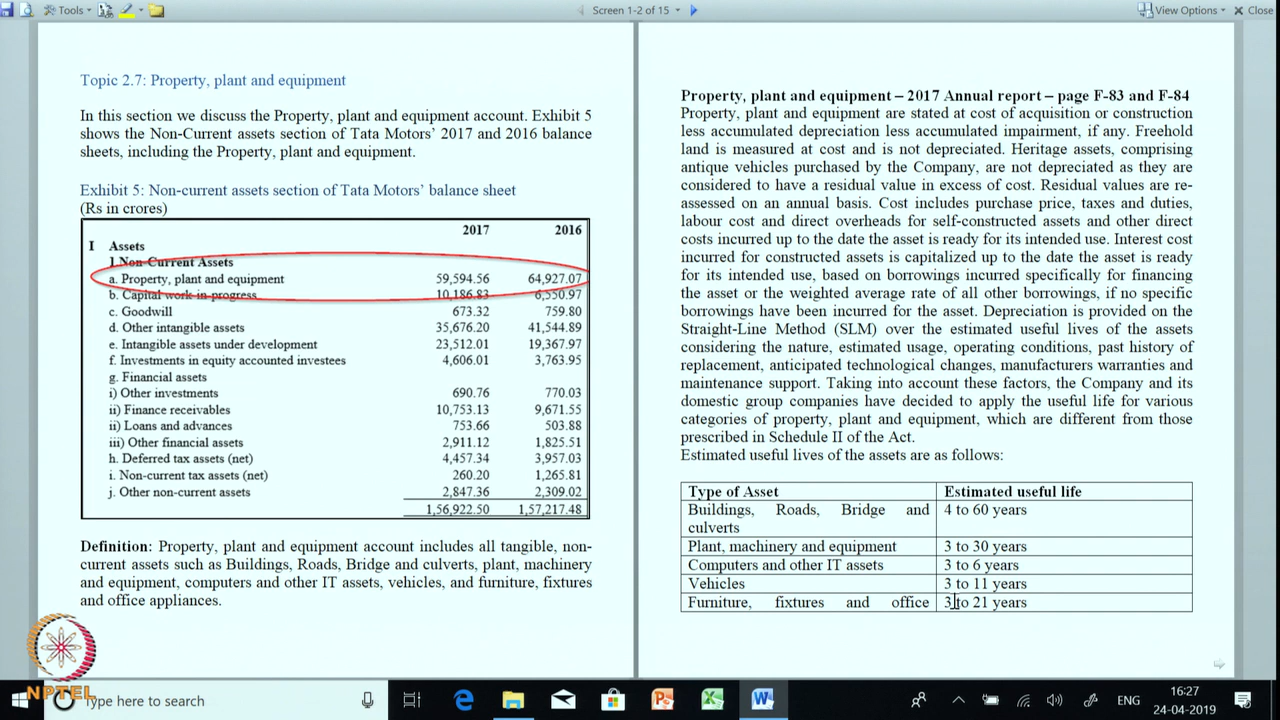 Tools
Screen 1-2 of 15
View Options
Close
Topic 2.7: Property, plant and equipment
In this section we discuss the Property, plant and equipment account. Exhibit 5
shows the Non-Current assets section of Tata Motors' 2017 and 2016 balance
sheets, including the Property, plant and equipment.
Exhibit 5: Non-current assets section of Tata Motors' balance sheet
(Rs in crores)
2017 2016
I Assets
1.Non-Current Assets
a. Property, plant and equipment 59,594.56 64,927.07
b. Capital work-in-progress 10,186.83 6,550.97
c. Goodwill 673.32 759.80
d. Other intangible assets 35,676.20 41,544.89
e. Intangible assets under development 23,512.01 19,367.97
f. Investments in equity accounted investees 4,606.01 3,763.95
g. Financial assets
i) Other investments 690.76 770.03
ii) Finance receivables 10,753.13 9,671.55
ii) Loans and advances 753.66 503.88
iii) Other financial assets 2,911.12 1,825.51
h. Deferred tax assets (net) 4,457.34 3,957.03
i. Non-current tax assets (net) 260.20 1,265.81
j. Other non-current assets 2,847.36 2,309.02
1,56,922.50 1,57,217.48
Definition: Property, plant and equipment account includes all tangible, non-
current assets such as Buildings, Roads, Bridge and culverts, plant, machinery
and equipment, computers and other IT assets, vehicles, and furniture, fixtures
and office appliances.
Property, plant and equipment – 2017 Annual report – page F-83 and F-84
Property, plant and equipment are stated at cost of acquisition or construction
less accumulated depreciation less accumulated impairment, if any. Freehold
land is measured at cost and is not depreciated. Heritage assets, comprising
antique vehicles purchased by the Company, are not depreciated as they are
considered to have a residual value in excess of cost. Residual values are re-
assessed on an annual basis. Cost includes purchase price, taxes and duties,
labour cost and direct overheads for self-constructed assets and other direct
costs incurred up to the date the asset is ready for its intended use. Interest cost
incurred for constructed assets is capitalized up to the date the asset is ready
for its intended use, based on borrowings incurred specifically for financing
the asset or the weighted average rate of all other borrowings, if no specific
borrowings have been incurred for the asset. Depreciation is provided on the
Straight-Line Method (SLM) over the estimated useful lives of the assets
considering the nature, estimated usage, operating conditions, past history of
replacement, anticipated technological changes, manufacturers warranties and
maintenance support. Taking into account these factors, the Company and its
domestic group companies have decided to apply the useful life for various
categories of property, plant and equipment, which are different from those
prescribed in Schedule II of the Act.
Estimated useful lives of the assets are as follows:
Type of Asset Estimated useful life
Buildings, Roads, Bridge and 4 to 60 years
culverts
Plant, machinery and equipment 3 to 30 years
Computers and other IT assets 3 to 6 years
Vehicles 3 to 11 years
Furniture, fixtures and office 3 to 21 years
NPTEL
Type here to search
ENG
16:27
24-04-2019